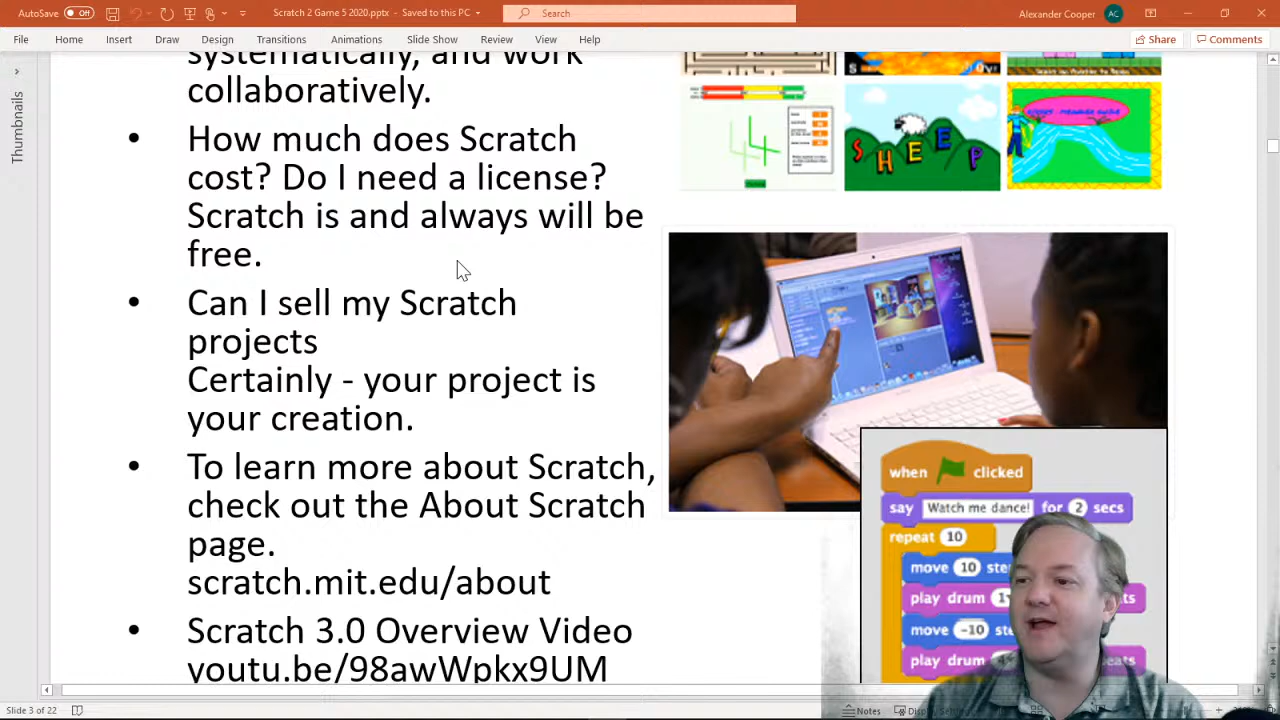 AutoSave Off
Scratch 2 Game 5 2020.pptx - Saved to this PC
Search
Alexander Cooper AC
File Home Insert Draw Design Transitions Animations Slide Show Review View Help
Share Comments
Thumbnails
systematically, and work
collaboratively.
• How much does Scratch
cost? Do I need a license?
Scratch is and always will be
free.
• Can I sell my Scratch
projects
Certainly - your project is
your creation.
• To learn more about Scratch,
check out the About Scratch
page.
scratch.mit.edu/about
• Scratch 3.0 Overview Video
youtu.be/98awWpkx9UM
SHEEP
when clicked
say Watch me dance! for 2 secs
repeat 10
move 10
play drum
move -10
play drum
Slide 3 of 22
Notes